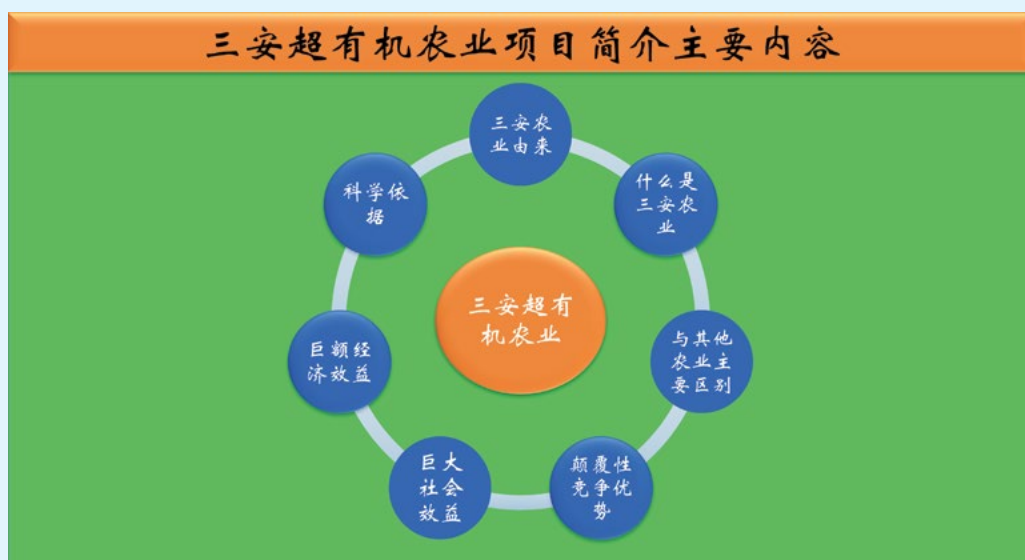 三安超有机农业项目简介主要内容
三安农
业由来
什么是
三安农
业
与其他
农业主
要区别
颠覆性
竞争优
势
巨大
社会
效益
巨额经
济效益
科学依
据
三安超有
机农业